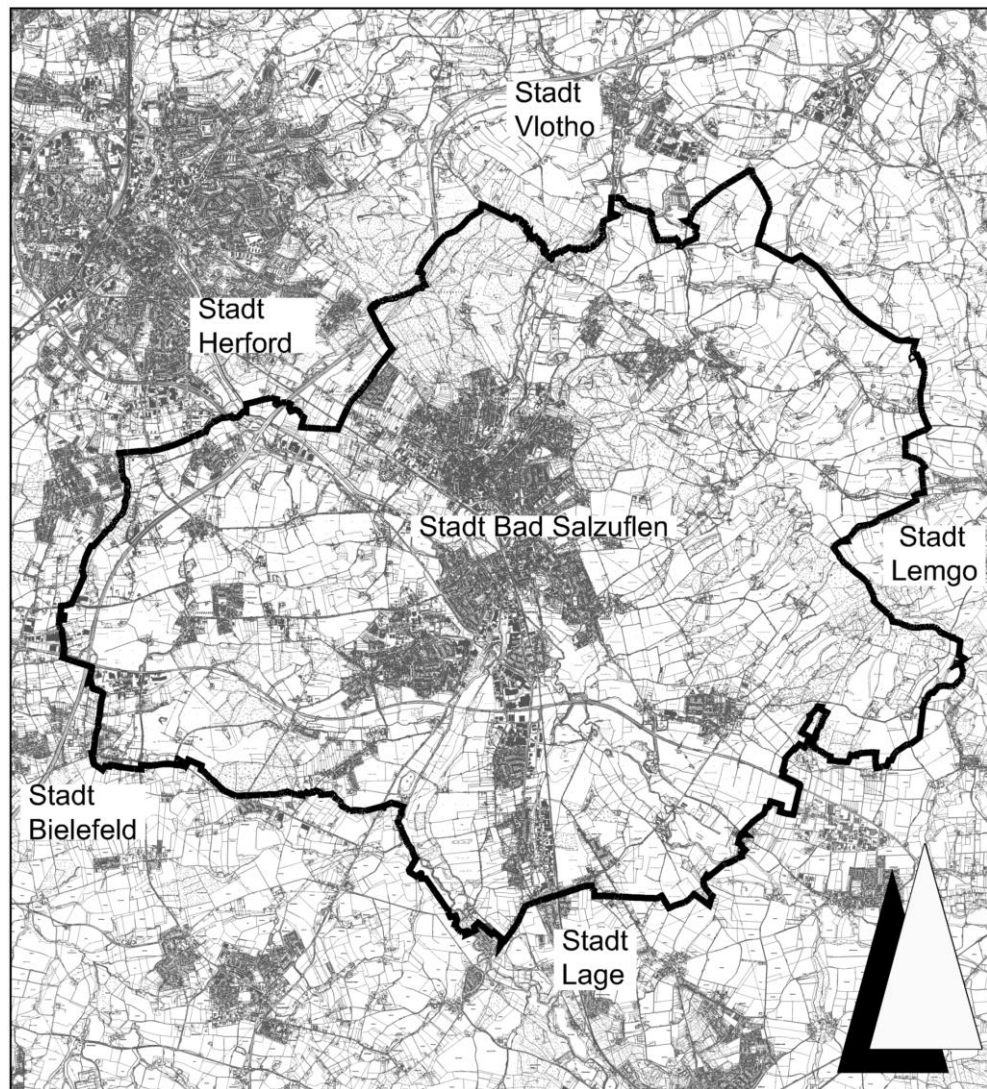 Stadt
Vlotho
Stadt
Herford
Stadt Bad Salzuflen
Stadt
Lemgo
Stadt
Bielefeld
Stadt
Lage